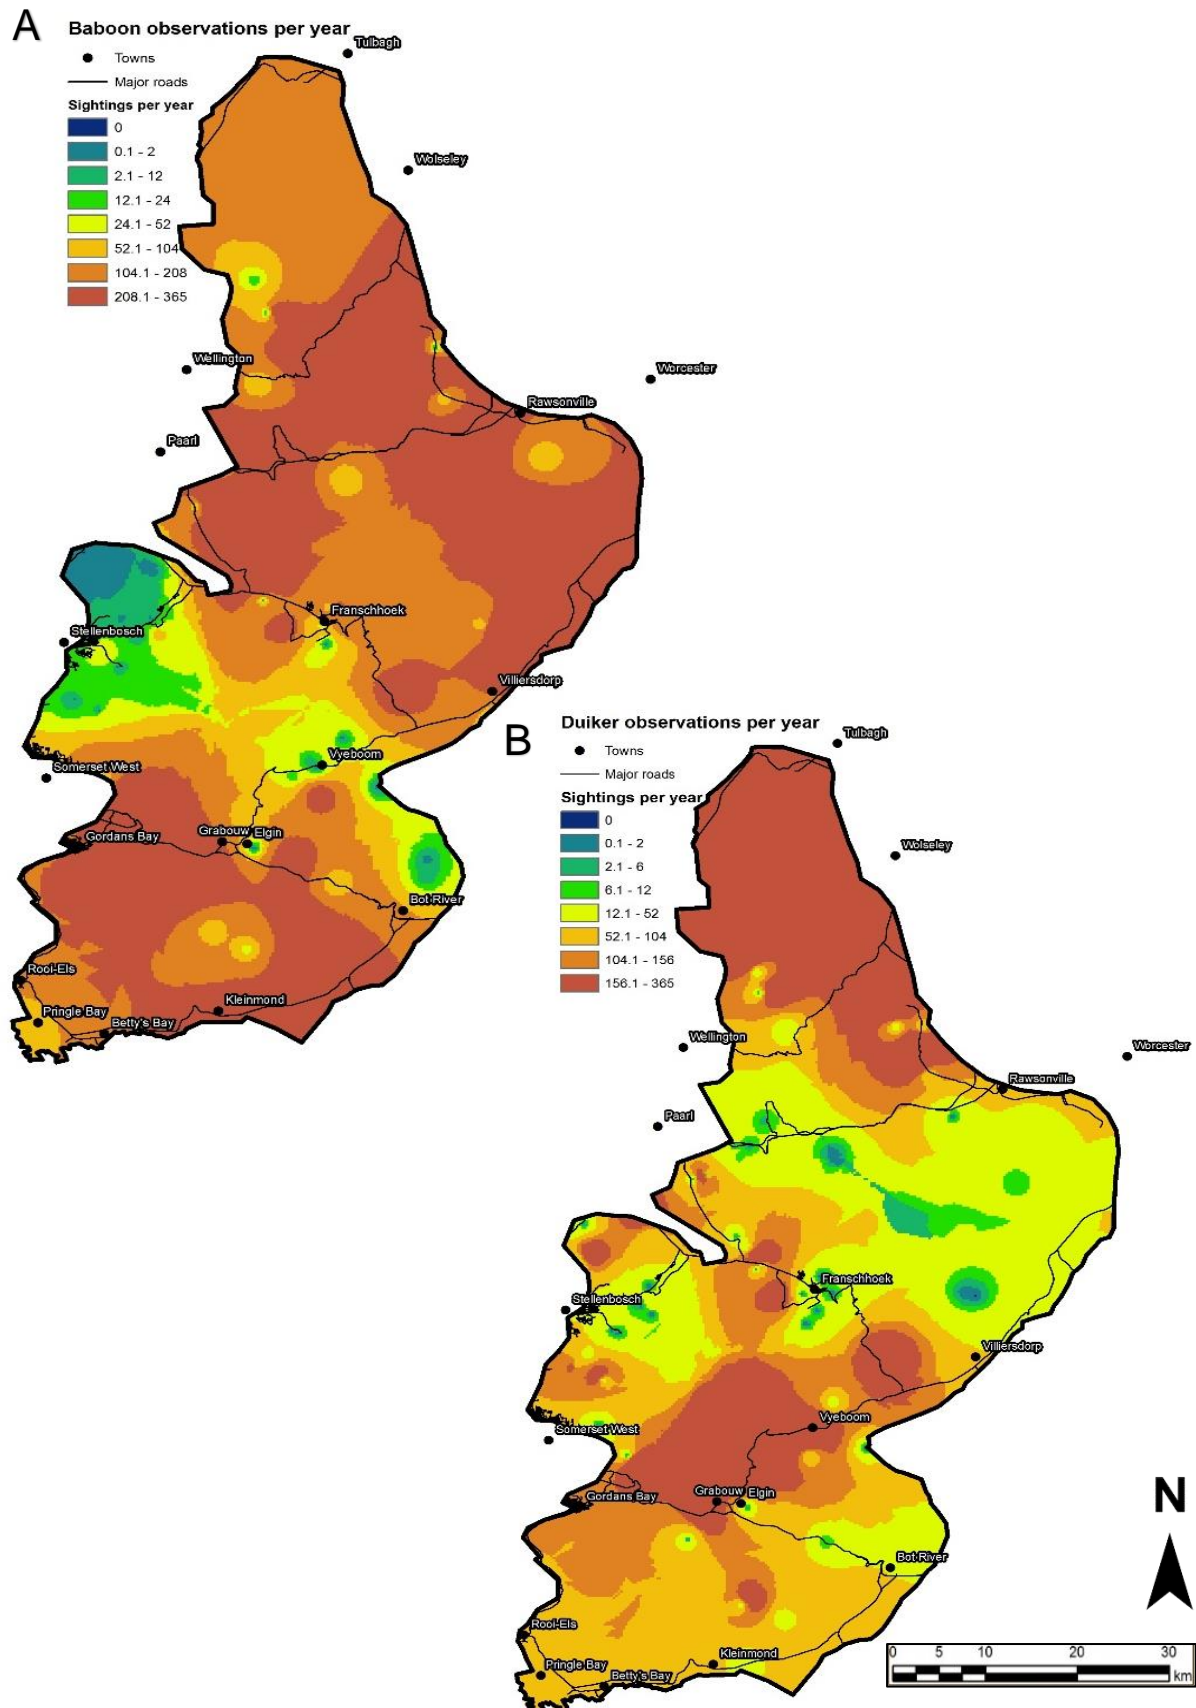 A
Baboon observations per year
Towns
Major roads
Sightings per year
0
0.1 - 2
2.1 - 12
12.1 - 24
24.1 - 52
52.1 - 104
104.1 - 208
208.1 - 365
Tulbagh
Wolseley
Wellington
Worcester
Rawsonville
Paarl
Franschhoek
Stellenbosch
Villiersdorp
Vyeboom
Somerset West
Gordans Bay
Grabouw
Elgin
Bot River
Rooi-Els
Pringle Bay
Kleinmond
Betty's Bay
B
Duiker observations per year
Towns
Major roads
Sightings per year
0
0.1 - 2
2.1 - 6
6.1 - 12
12.1 - 52
52.1 - 104
104.1 - 156
156.1 - 365
Tulbagh
Wolseley
Wellington
Worcester
Rawsonville
Paarl
Franschhoek
Stellenbosch
Villiersdorp
Vyeboom
Somerset West
Gordans Bay
Grabouw
Elgin
Bot River
Rooi-Els
Pringle Bay
Kleinmond
Betty's Bay
N
0 5 10 20 30
km